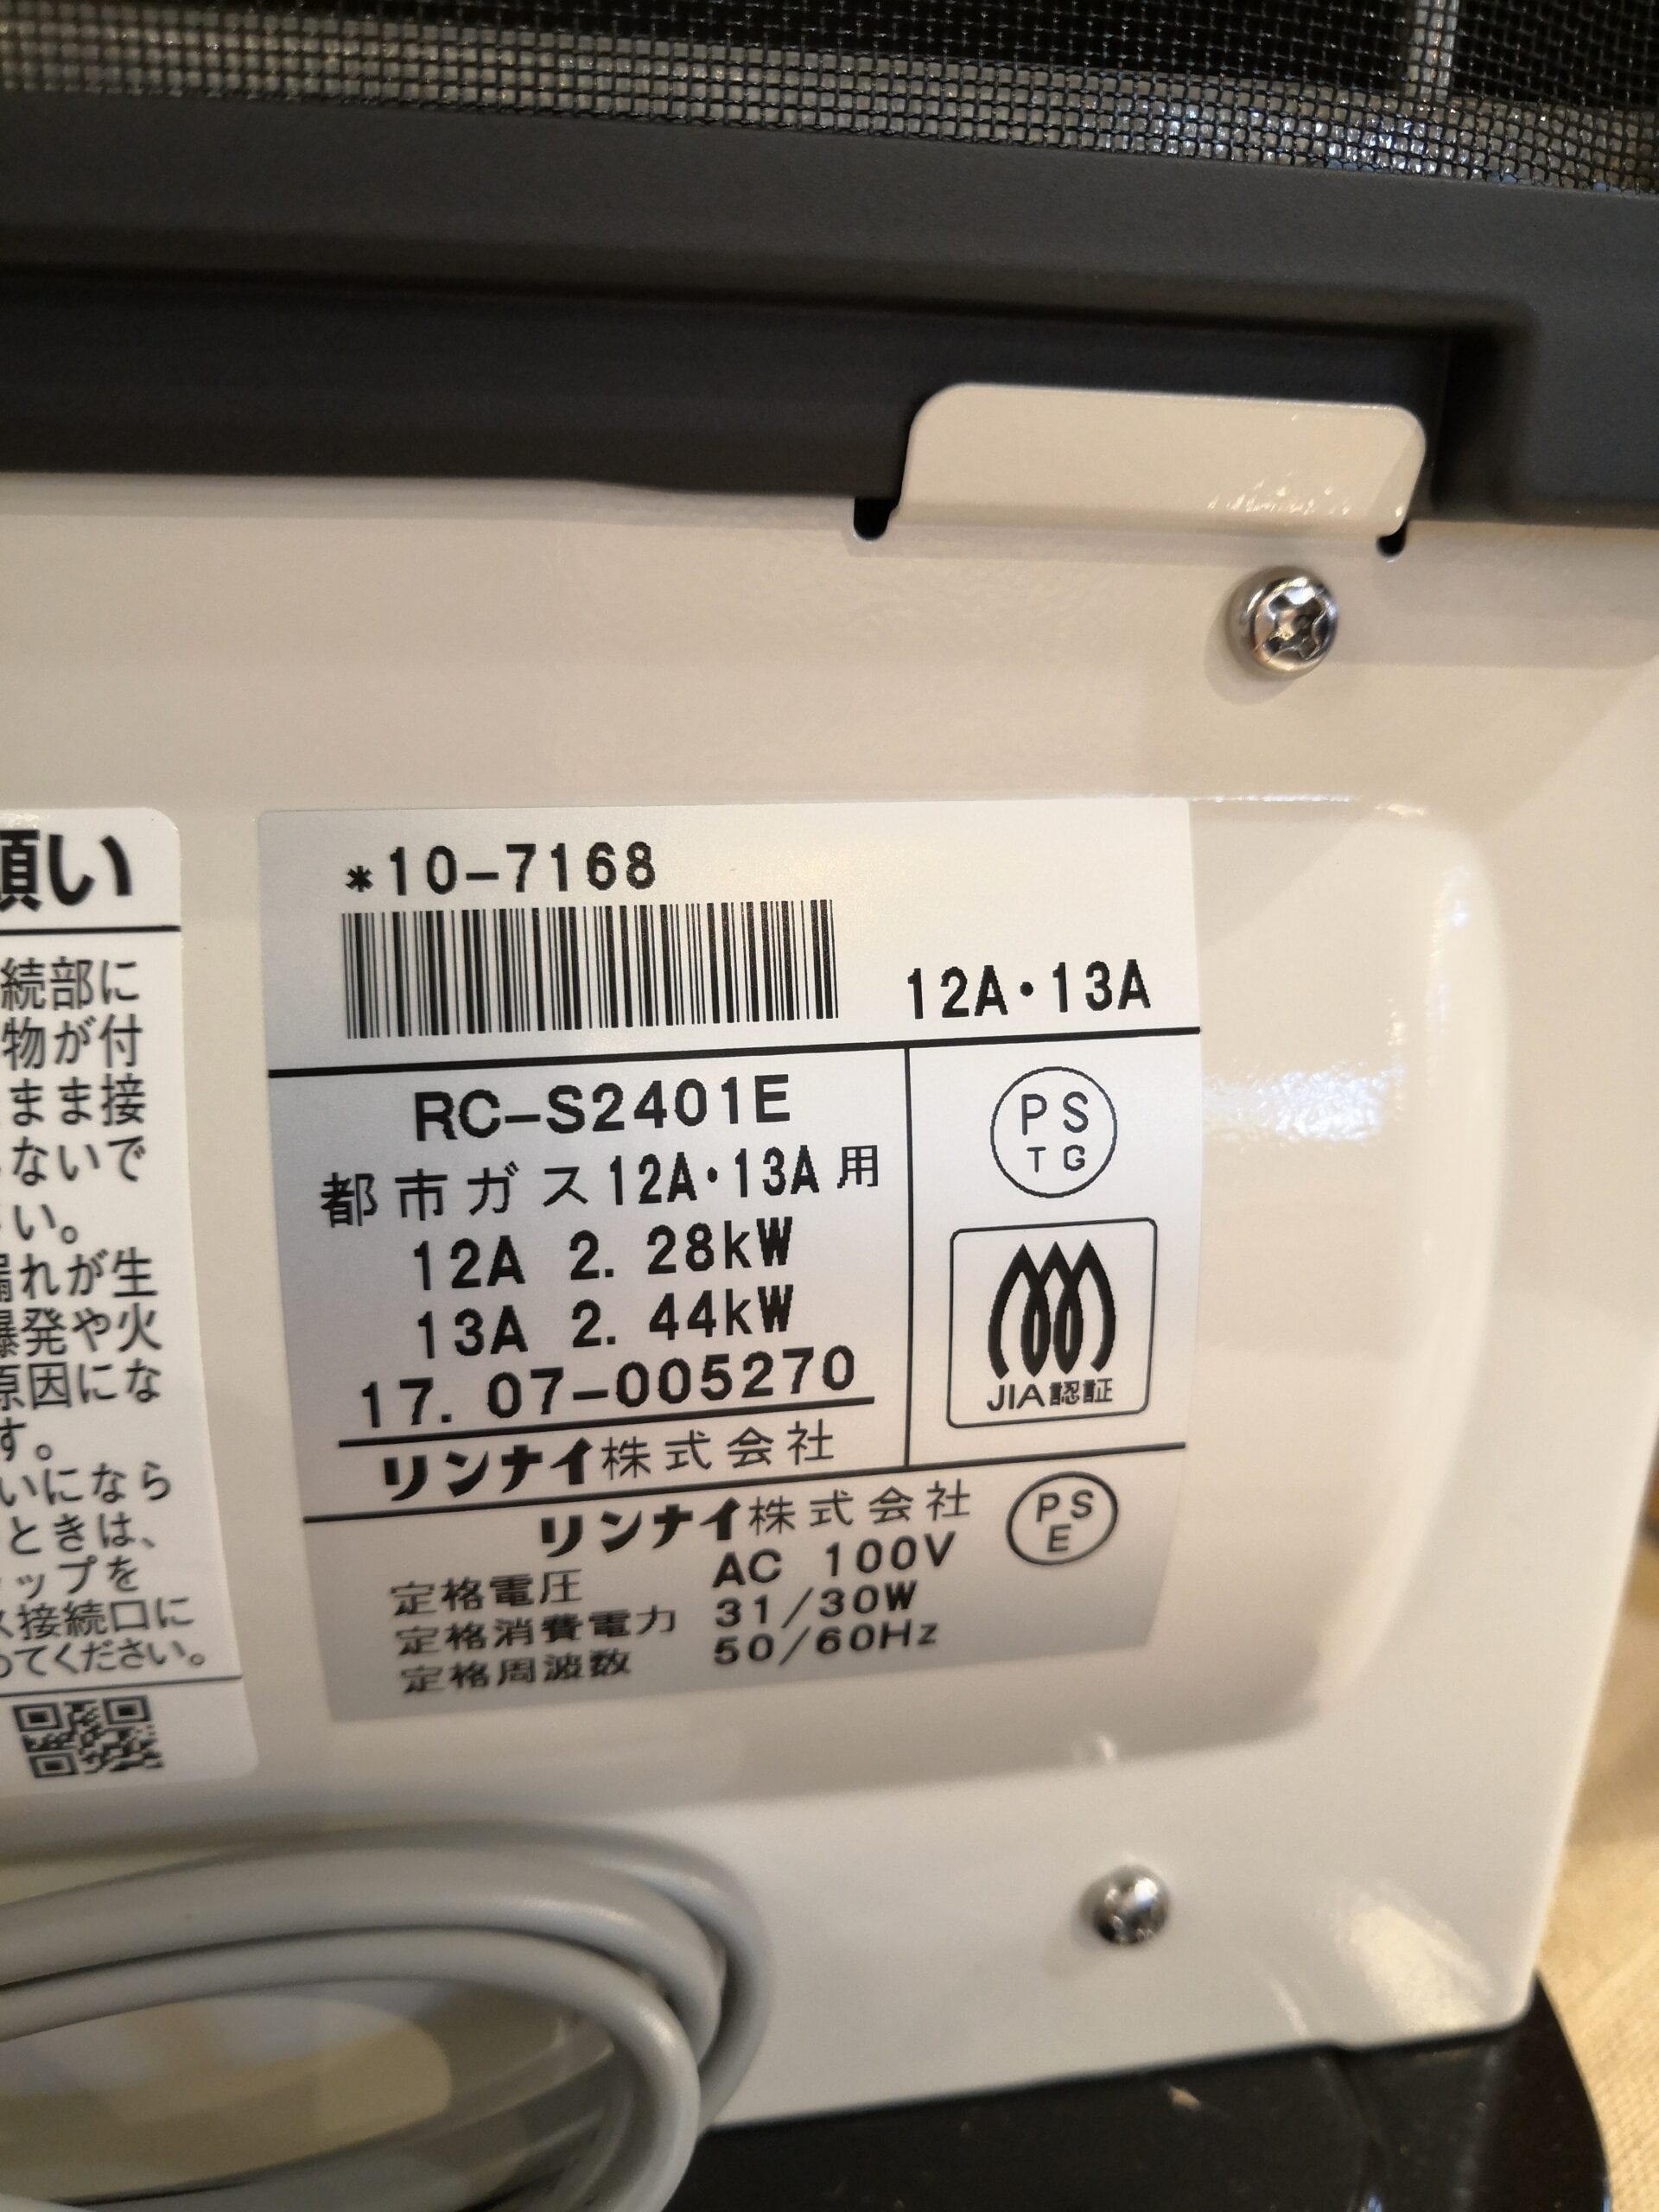 願い
続部に
物が付
まま接
ないで
い。
漏れが生
爆発や火
原因にな
す。
いになら
ときは、
ップを
接続口に
めてください。
*10-7168
12A・13A
RC-S2401E
都市ガス12A・13A用
12A 2.28kW
13A 2.44kW
17.07-005270
リンナイ株式会社
PS
TG
JIA認証
リンナイ株式会社
PS
E
定格電圧 AC 100V
定格消費電力 31/30W
定格周波数 50/60Hz